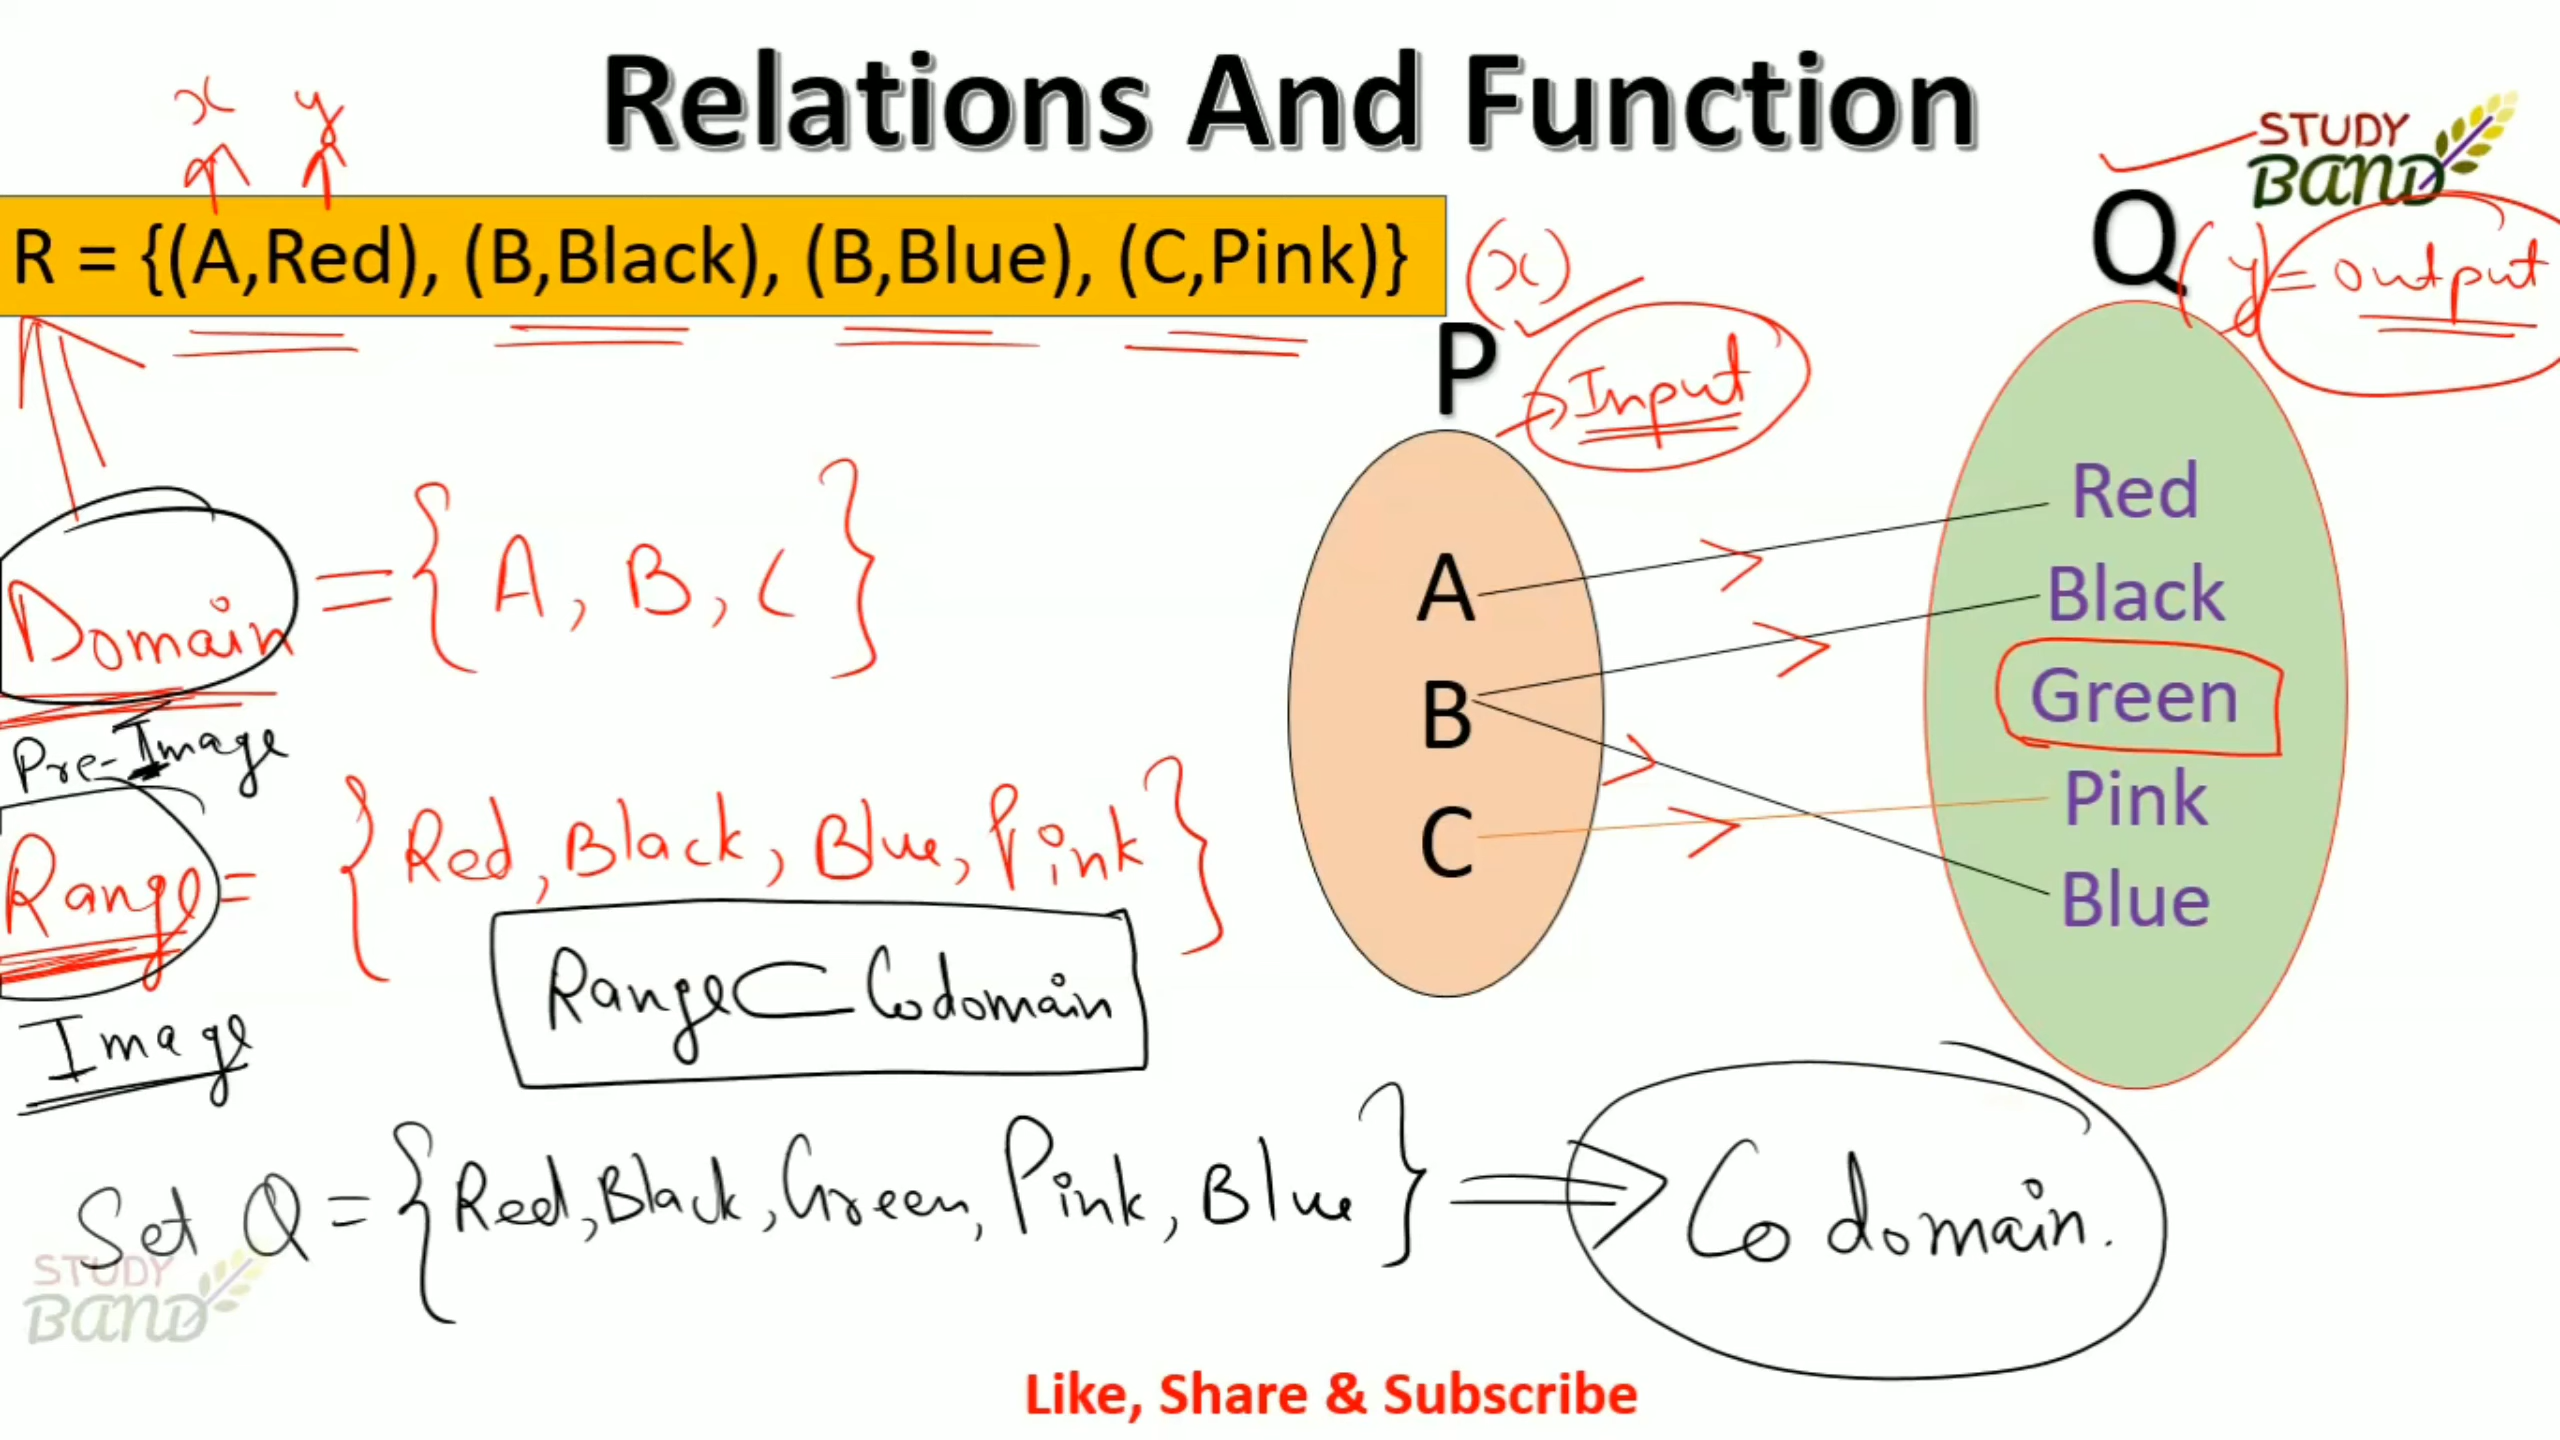 Relations And Function
x y
STUDY
BAND
R = {(A,Red), (B,Black), (B,Blue), (C,Pink)}
(x)
Q (y) = output
P
Input
Domain = {A, B, C}
Pre-Image
Range = {Red, Black, Blue, Pink}
Image
Range ⊂ Codomain
A
B
C
Red
Black
Green
Pink
Blue
Set Q = {Red, Black, Green, Pink, Blue} ⇒ Codomain.
STUDY
BAND
Like, Share & Subscribe